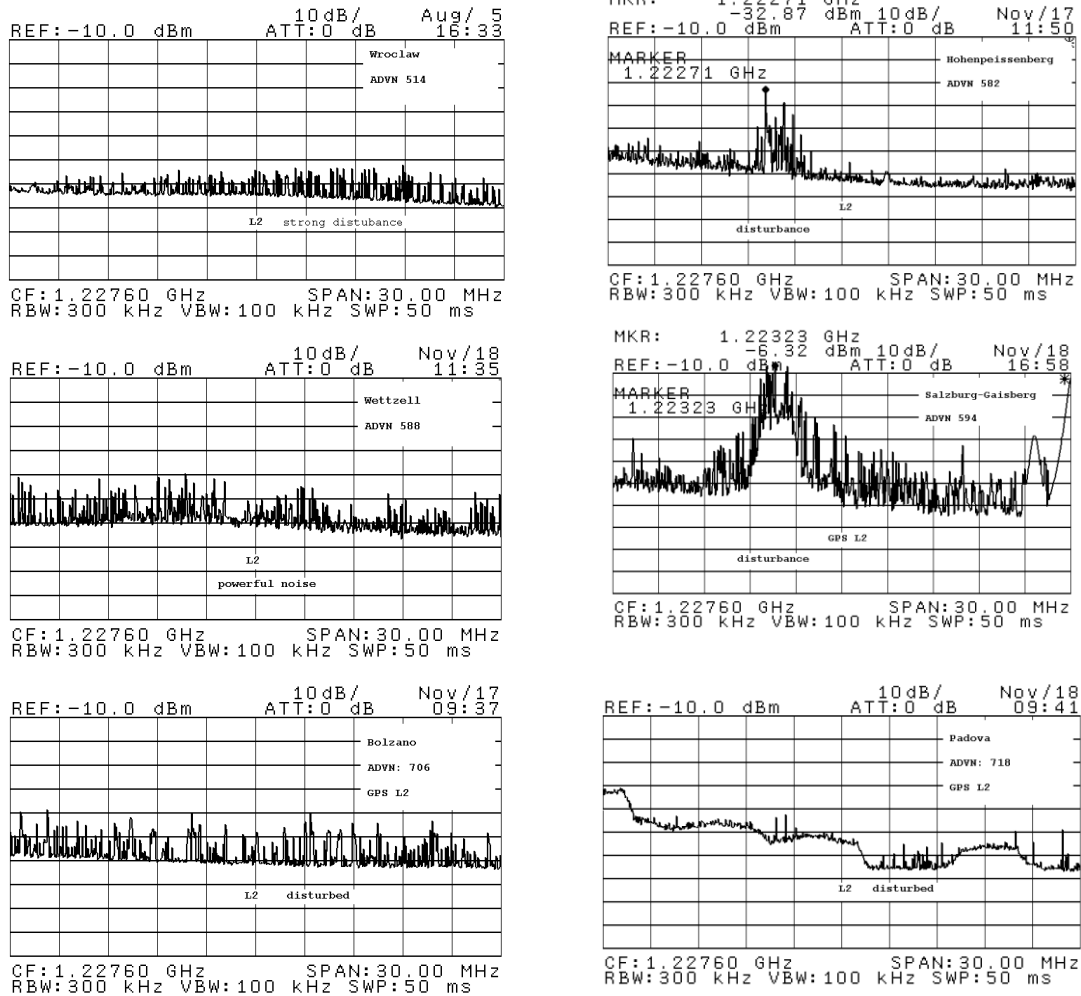 10dB/ Aug/ 5
REF:-10.0 dBm ATT:0 dB 16:33
Wroclaw
ADVN 514
L2 strong distubance
CF:1.22760 GHz SPAN:30.00 MHz
RBW:300 kHz VBW:100 kHz SWP:50 ms
MKR: 1.22271 GHz
-32.87 dBm 10dB/ Nov/17
REF:-10.0 dBm ATT:0 dB 11:50
MARKER
1.22271 GHz
Hohenpeissenberg
ADVN 582
L2
disturbance
CF:1.22760 GHz SPAN:30.00 MHz
RBW:300 kHz VBW:100 kHz SWP:50 ms
10dB/ Nov/18
REF:-10.0 dBm ATT:0 dB 11:35
Wettzell
ADVN 588
L2
powerful noise
CF:1.22760 GHz SPAN:30.00 MHz
RBW:300 kHz VBW:100 kHz SWP:50 ms
MKR: 1.22323 GHz
-6.32 dBm 10dB/ Nov/18
REF:-10.0 dBm ATT:0 dB 16:58
MARKER
1.22323 GH
Salzburg-Gaisberg
ADVN 594
GPS L2
disturbance
CF:1.22760 GHz SPAN:30.00 MHz
RBW:300 kHz VBW:100 kHz SWP:50 ms
10dB/ Nov/17
REF:-10.0 dBm ATT:0 dB 09:37
Bolzano
ADVN: 706
GPS L2
L2 disturbed
CF:1.22760 GHz SPAN:30.00 MHz
RBW:300 kHz VBW:100 kHz SWP:50 ms
10dB/ Nov/18
REF:-10.0 dBm ATT:0 dB 09:41
Padova
ADVN: 718
GPS L2
L2 disturbed
CF:1.22760 GHz SPAN:30.00 MHz
RBW:300 kHz VBW:100 kHz SWP:50 ms